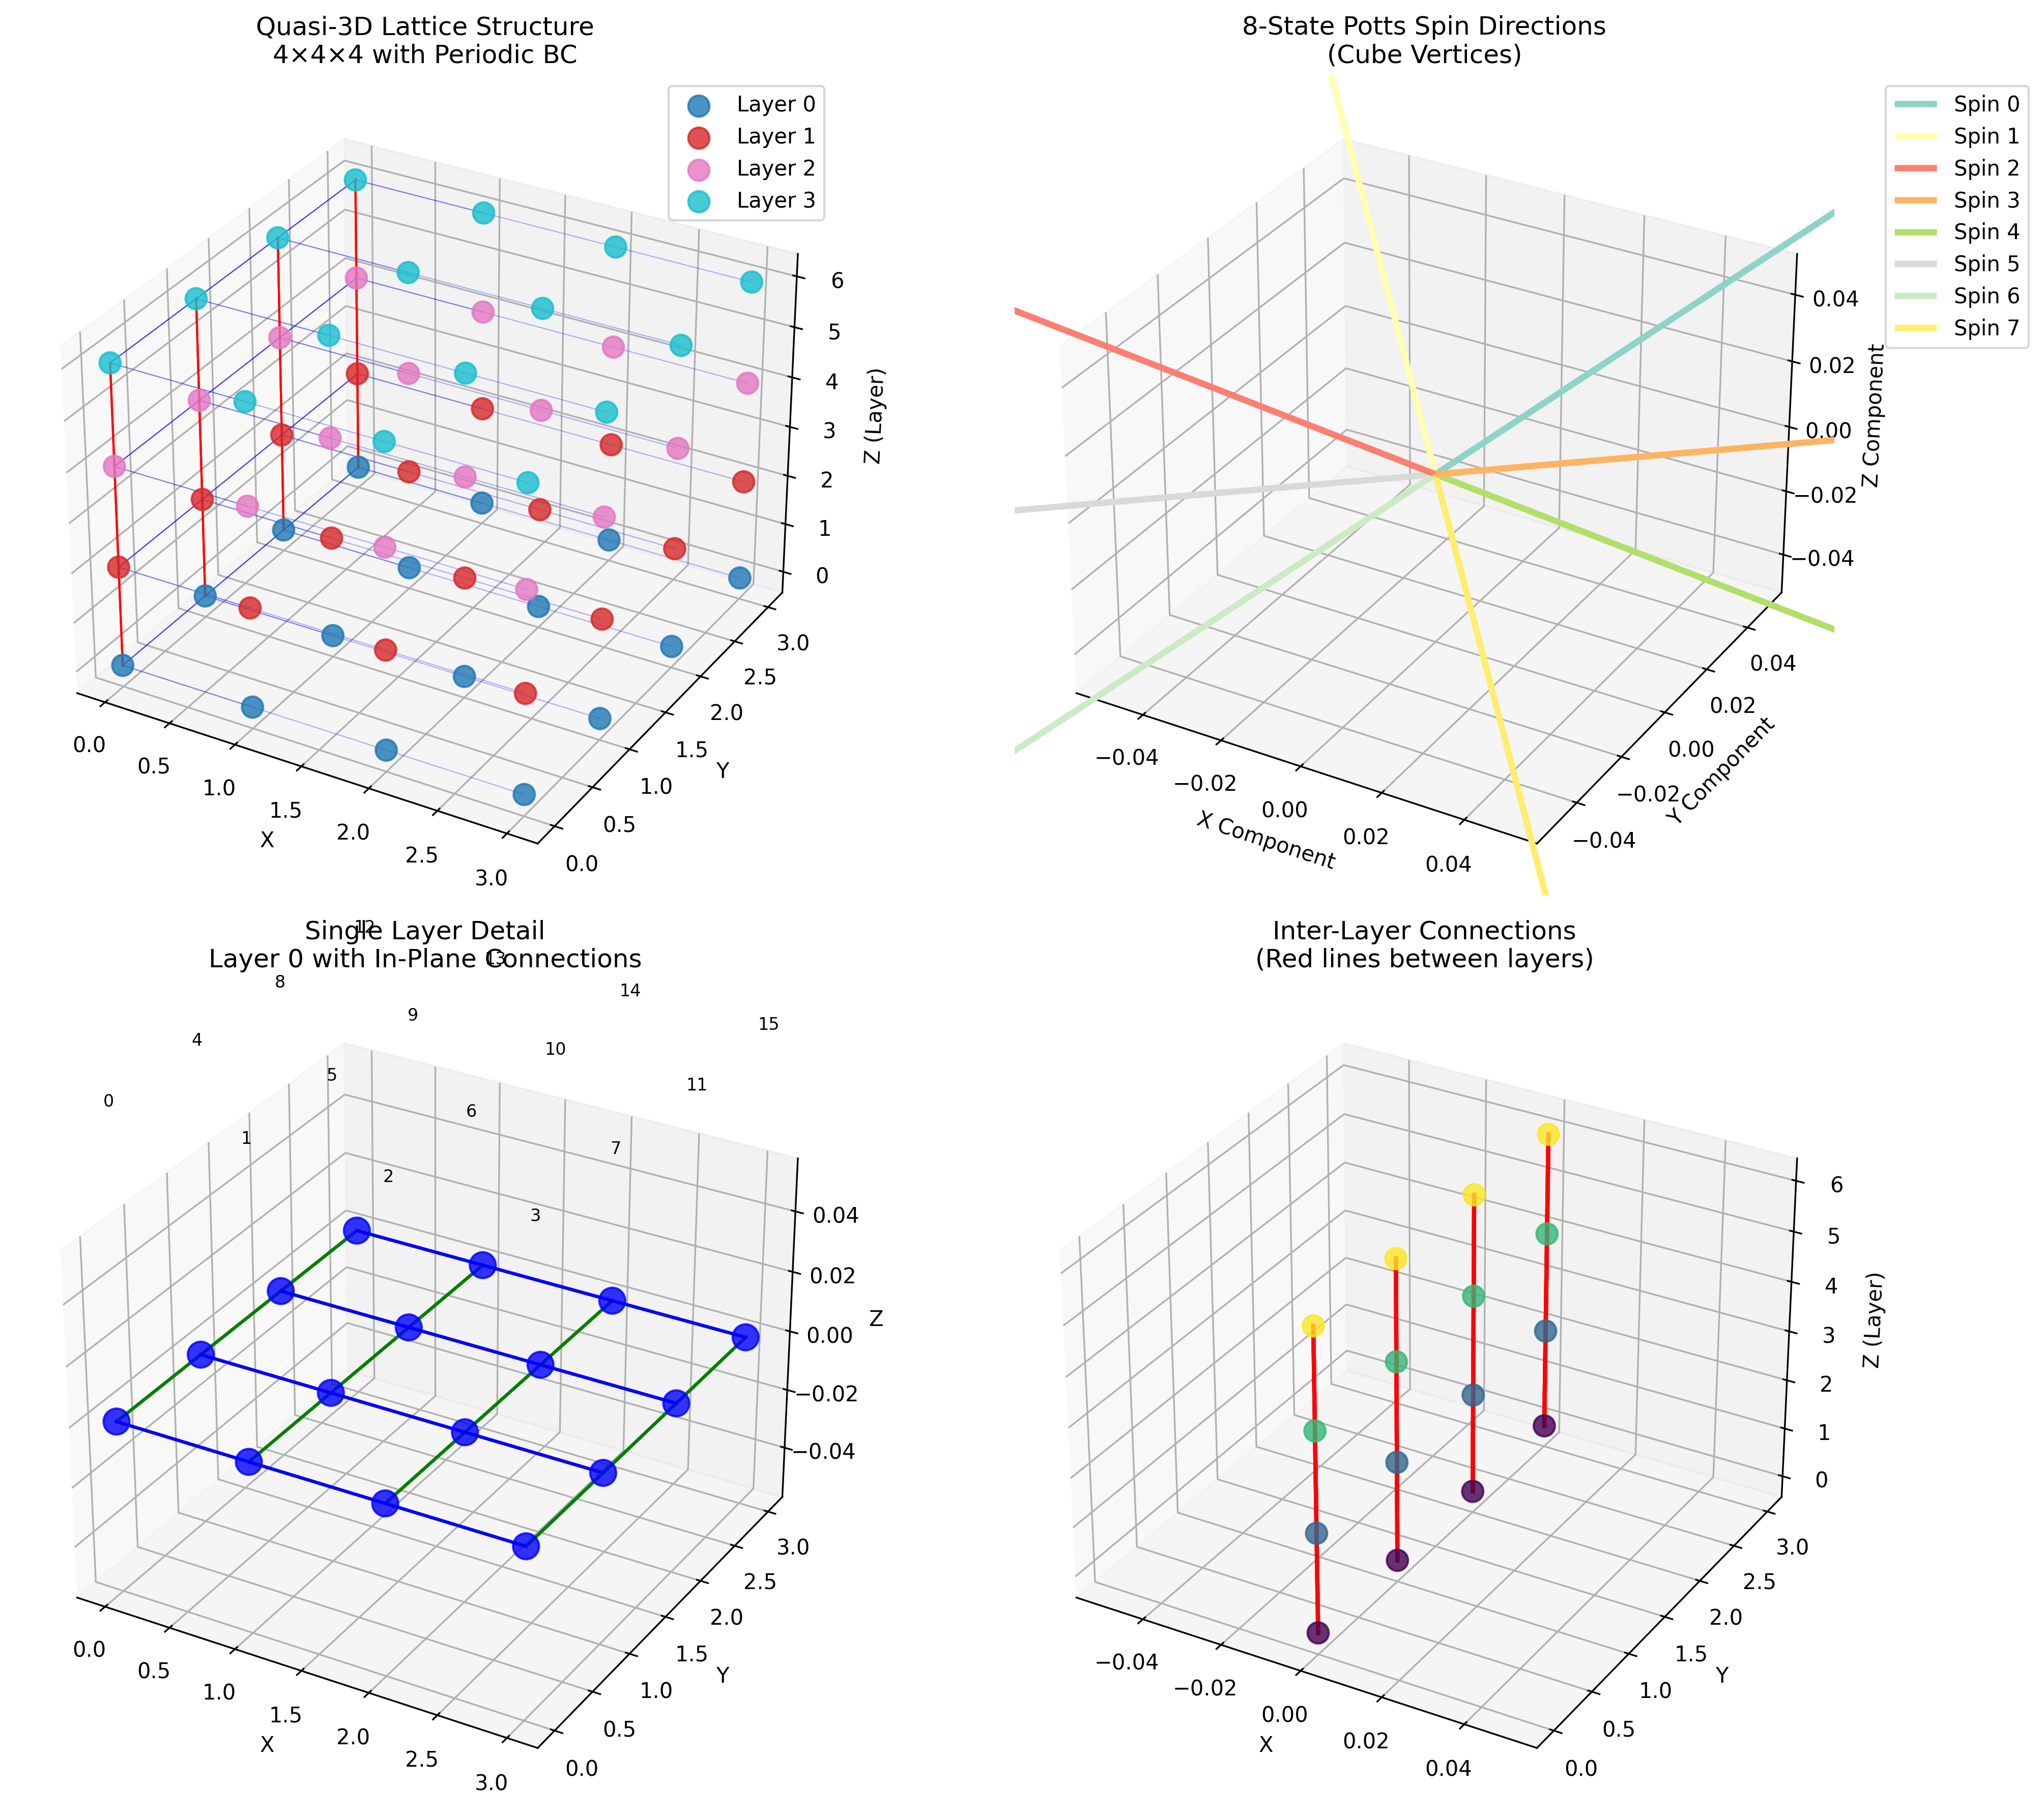 Quasi-3D Lattice Structure
4×4×4 with Periodic BC
Layer 0
Layer 1
Layer 2
Layer 3
6
5
4
3
2
1
0
Z (Layer)
3.0
2.5
2.0
1.5
1.0
0.5
0.0
Y
0.0
0.5
1.0
1.5
2.0
2.5
3.0
X
8-State Potts Spin Directions
(Cube Vertices)
Spin 0
Spin 1
Spin 2
Spin 3
Spin 4
Spin 5
Spin 6
Spin 7
0.04
0.02
0.00
−0.02
−0.04
Z Component
0.04
0.02
0.00
−0.02
−0.04
Y Component
−0.04
−0.02
0.00
0.02
0.04
X Component
Single Layer Detail
Layer 0 with In-Plane Connections
12
13
8
14
9
15
4
10
5
11
0
6
1
7
2
3
0.04
0.02
0.00
−0.02
−0.04
Z
3.0
2.5
2.0
1.5
1.0
0.5
0.0
Y
0.0
0.5
1.0
1.5
2.0
2.5
3.0
X
Inter-Layer Connections
(Red lines between layers)
6
5
4
3
2
1
0
Z (Layer)
3.0
2.5
2.0
1.5
1.0
0.5
0.0
Y
−0.04
−0.02
0.00
0.02
0.04
X